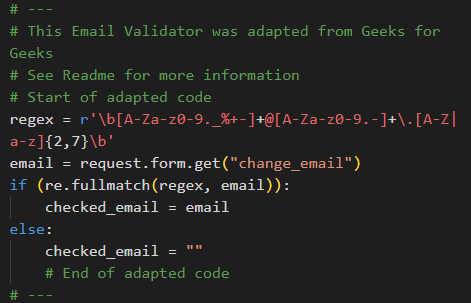 # ---
# This Email Validator was adapted from Geeks for
Geeks
# See Readme for more information
# Start of adapted code
regex = r'\b[A-Za-z0-9._%+-]+@[A-Za-z0-9.-]+\.[A-Z|
a-z]{2,7}\b'
email = request.form.get("change_email")
if (re.fullmatch(regex, email)):
    checked_email = email
else:
    checked_email = ""
    # End of adapted code
# ---